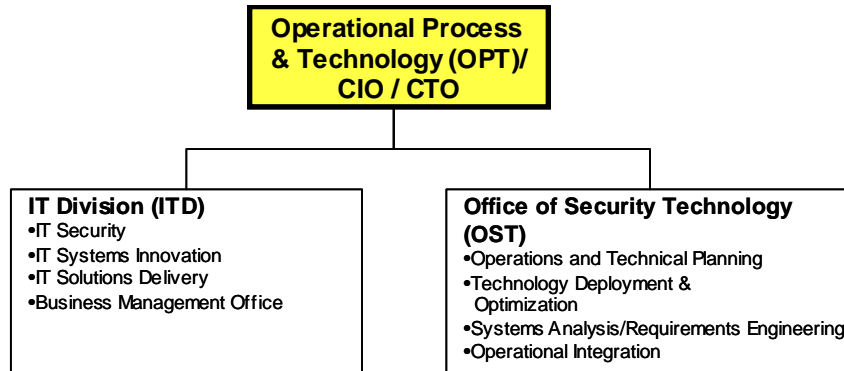 Operational Process
& Technology (OPT)/
CIO / CTO
IT Division (ITD)
•IT Security
•IT Systems Innovation
•IT Solutions Delivery
•Business Management Office
Office of Security Technology
(OST)
•Operations and Technical Planning
•Technology Deployment &
Optimization
•Systems Analysis/Requirements Engineering
•Operational Integration